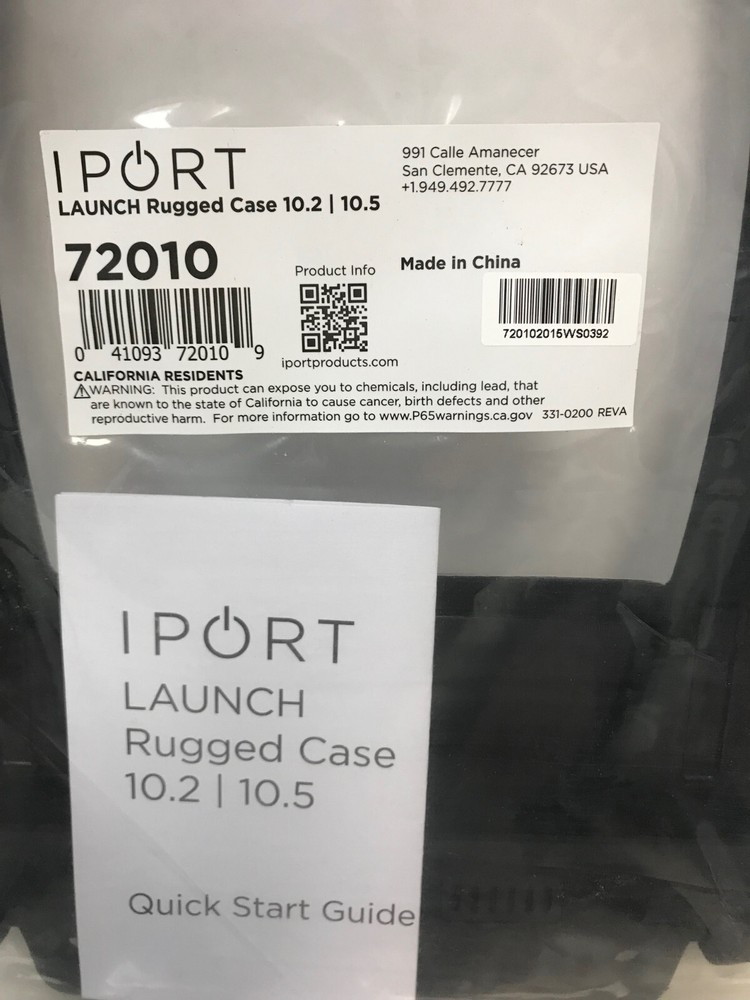 IPORT
LAUNCH Rugged Case 10.2 | 10.5
991 Calle Amanecer
San Clemente, CA 92673 USA
+1.949.492.7777
72010
Product Info
Made in China
0 41093 72010 9
iportproducts.com
720102015WS0392
CALIFORNIA RESIDENTS
⚠WARNING: This product can expose you to chemicals, including lead, that
are known to the state of California to cause cancer, birth defects and other
reproductive harm. For more information go to www.P65warnings.ca.gov 331-0200 REVA
IPORT
LAUNCH
Rugged Case
10.2 | 10.5
Quick Start Guide